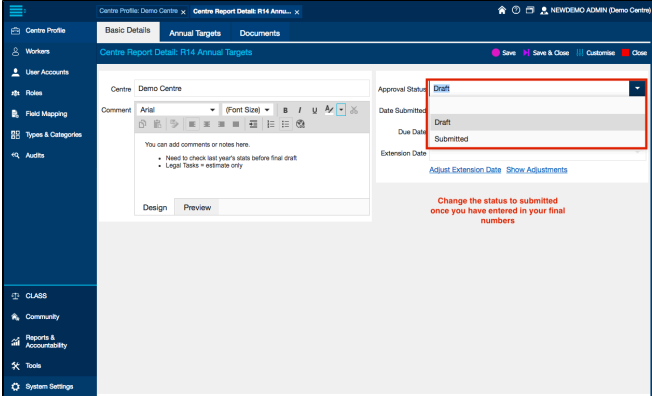 Centre Profile: Demo Centre x Centre Report Detail: R14 Annu... x
NEWDEMO ADMIN (Demo Centre)
Centre Profile
Workers
User Accounts
Roles
Field Mapping
Types & Categories
Audits
CLASS
Community
Reports & Accountability
Tools
System Settings
Basic Details Annual Targets Documents
Centre Report Detail: R14 Annual Targets
Save Save & Close Customise Close
Centre Demo Centre
Comment Arial (Font Size) B I U
You can add comments or notes here.
Need to check last year's stats before final draft
Legal Tasks = estimate only
Design Preview
Approval Status Draft
Date Submitted
Draft
Due Date
Submitted
Extension Date
Adjust Extension Date Show Adjustments
Change the status to submitted
once you have entered in your final
numbers